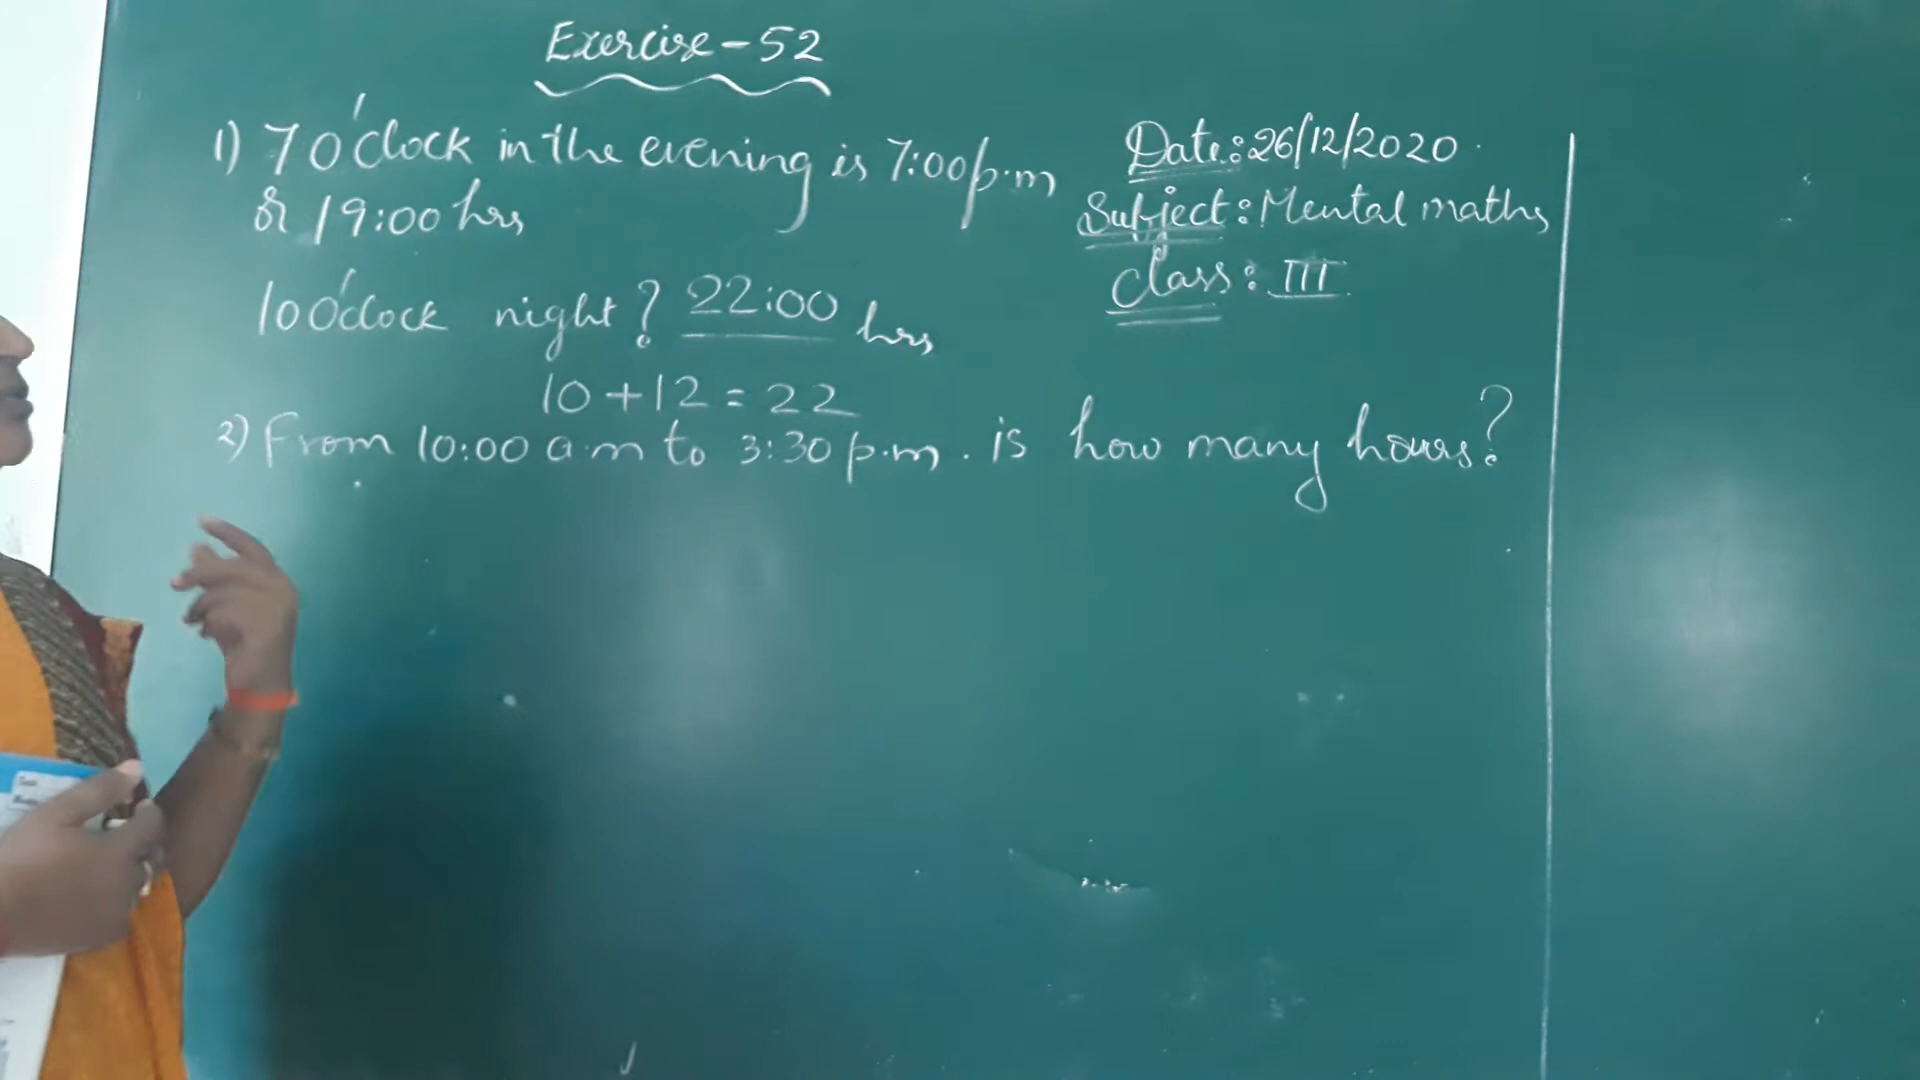 Exercise-52
1) 7 O'clock in the evening is 7:00 p.m
or 19:00 hrs
10 O'clock night? 22:00 hrs
10+12=22
2) From 10:00 a.m to 3:30 p.m. is how many hours?
Date:26/12/2020
Subject: Mental maths
Class: III